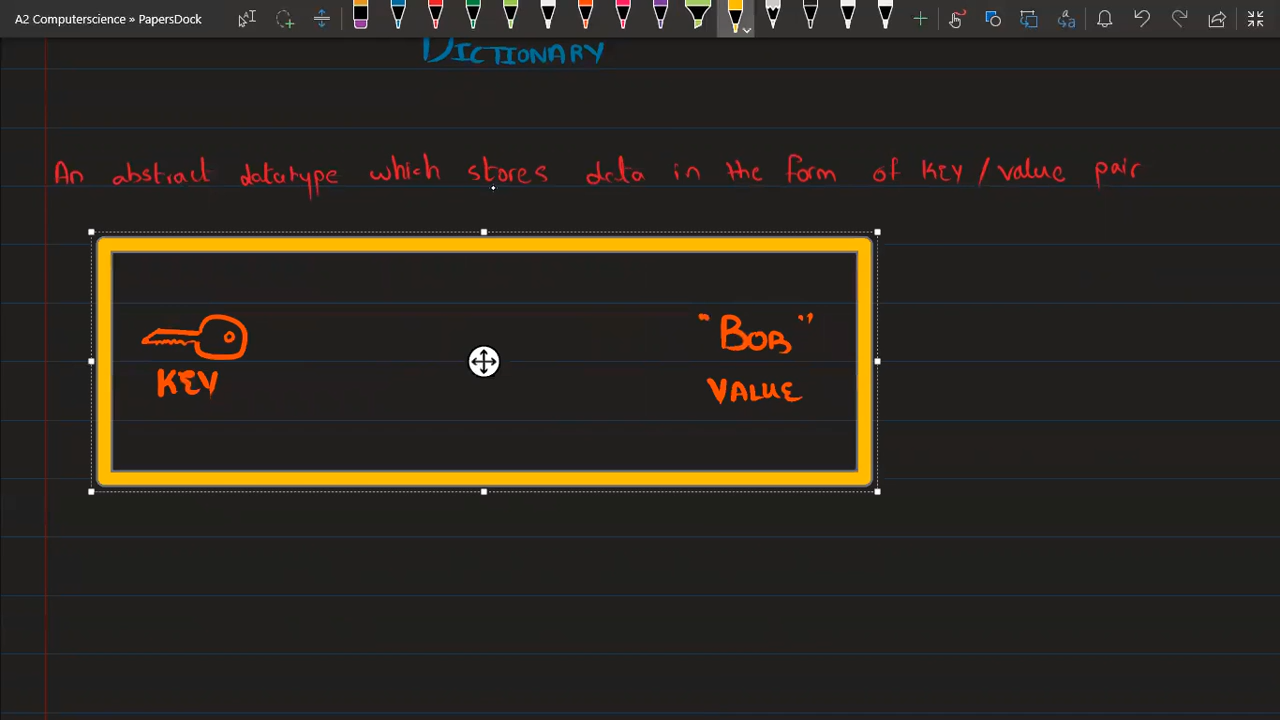 A2 Computerscience » PapersDock
DICTIONARY
An abstract datatype which stores data in the form of KEY / value pair
"BOB"
KEY
VALUE